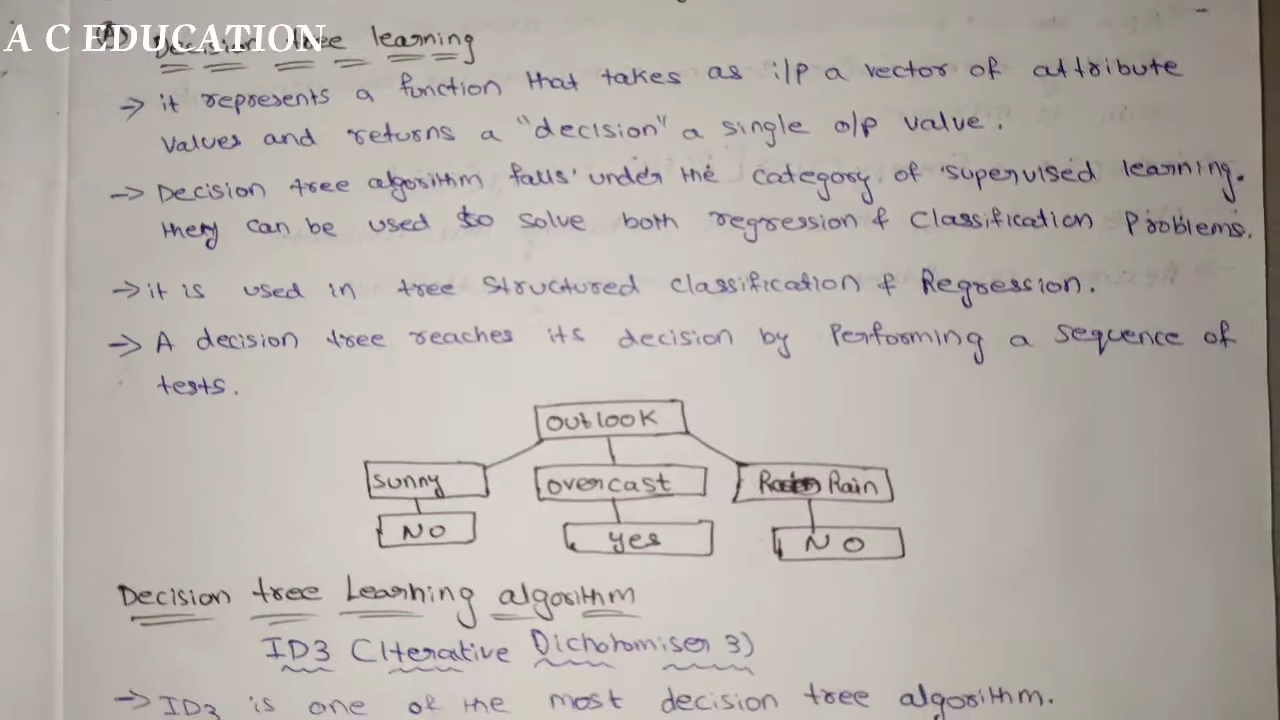 A C EDUCATION
Decision tree learning
→ it represents a function that takes as i/p a vector of attribute
values and returns a "decision" a single o/p value.
→ Decision tree algorithm falls under the category of supervised learning.
they can be used to solve both regression & classification problems.
→ it is used in tree structured classification & Regression.
→ A decision tree reaches its decision by performing a sequence of
tests.
outlook
sunny overcast Rain
NO yes NO
Decision tree Learning algorithm
ID3 (Iterative Dichotomiser 3)
→ ID3 is one of the most decision tree algorithm.